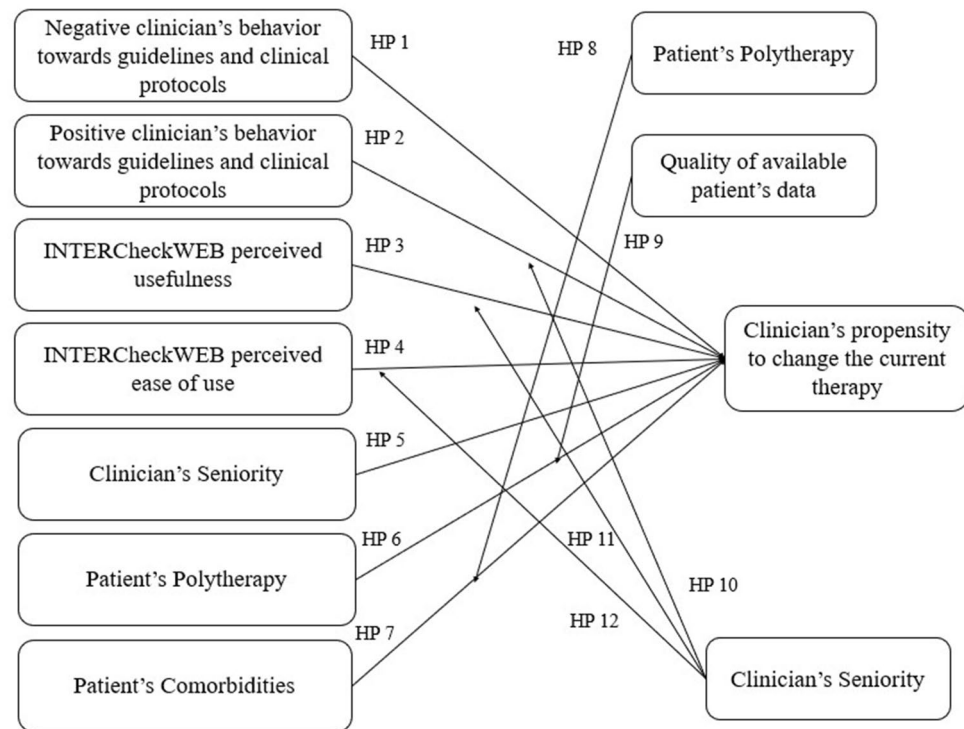 Negative clinician's behavior
towards guidelines and clinical
protocols
HP 1
HP 8
Patient's Polytherapy
Positive clinician's behavior
towards guidelines and clinical
protocols
HP 2
Quality of available
patient's data
INTERCheckWEB perceived
usefulness
HP 3
HP 9
INTERCheckWEB perceived
ease of use
HP 4
Clinician's propensity
to change the current
therapy
Clinician's Seniority
HP 5
Patient's Polytherapy
HP 6
HP 11
HP 10
HP 12
Patient's Comorbidities
HP 7
Clinician's Seniority